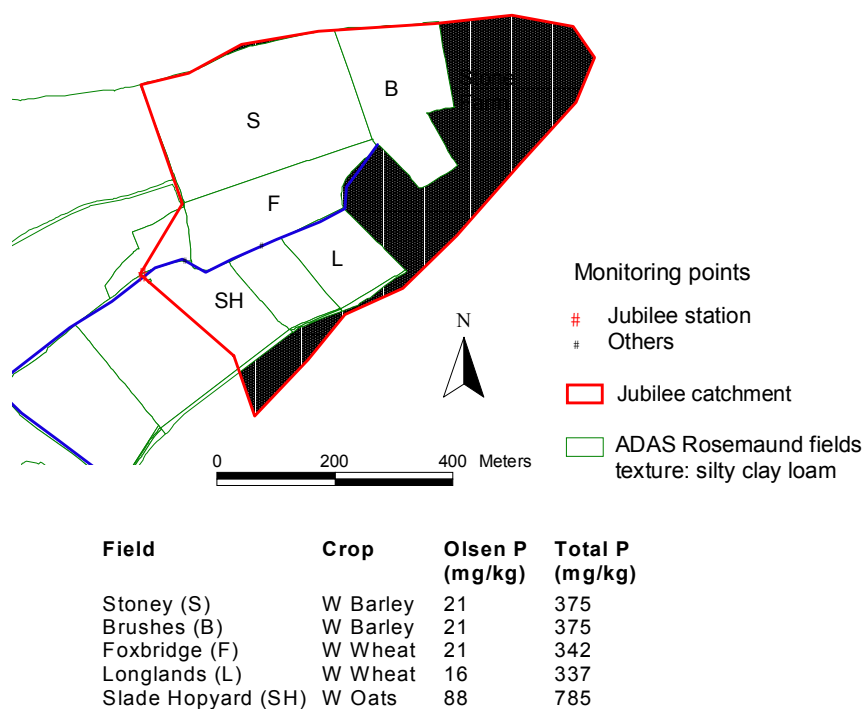 S
B
Stone
Farm
F
L
SH
Monitoring points
# Jubilee station
# Others
N
Jubilee catchment
ADAS Rosemaund fields
texture: silty clay loam
0 200 400 Meters
Field Crop Olsen P Total P
(mg/kg) (mg/kg)
Stoney (S) W Barley 21 375
Brushes (B) W Barley 21 375
Foxbridge (F) W Wheat 21 342
Longlands (L) W Wheat 16 337
Slade Hopyard (SH) W Oats 88 785